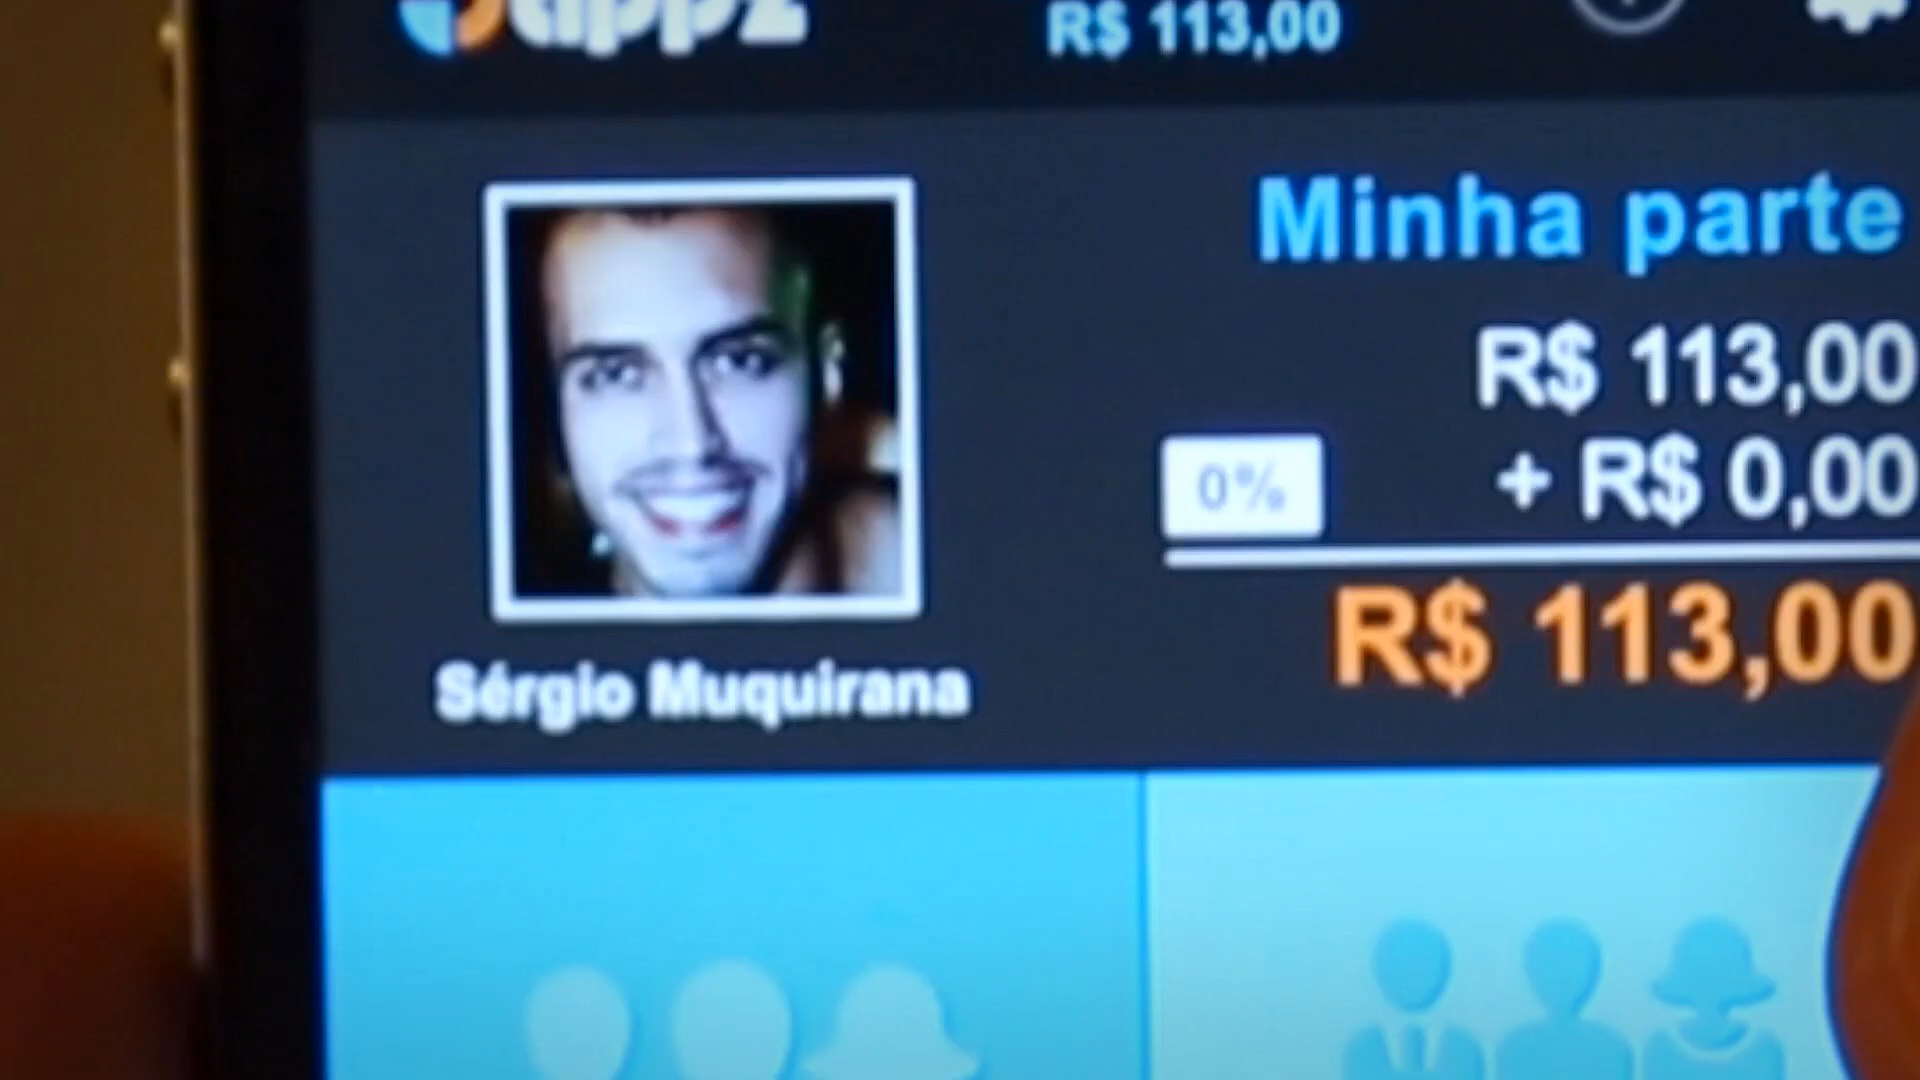 R$ 113,00
Minha parte
R$ 113,00
0% + R$ 0,00
R$ 113,00
Sérgio Muquirana